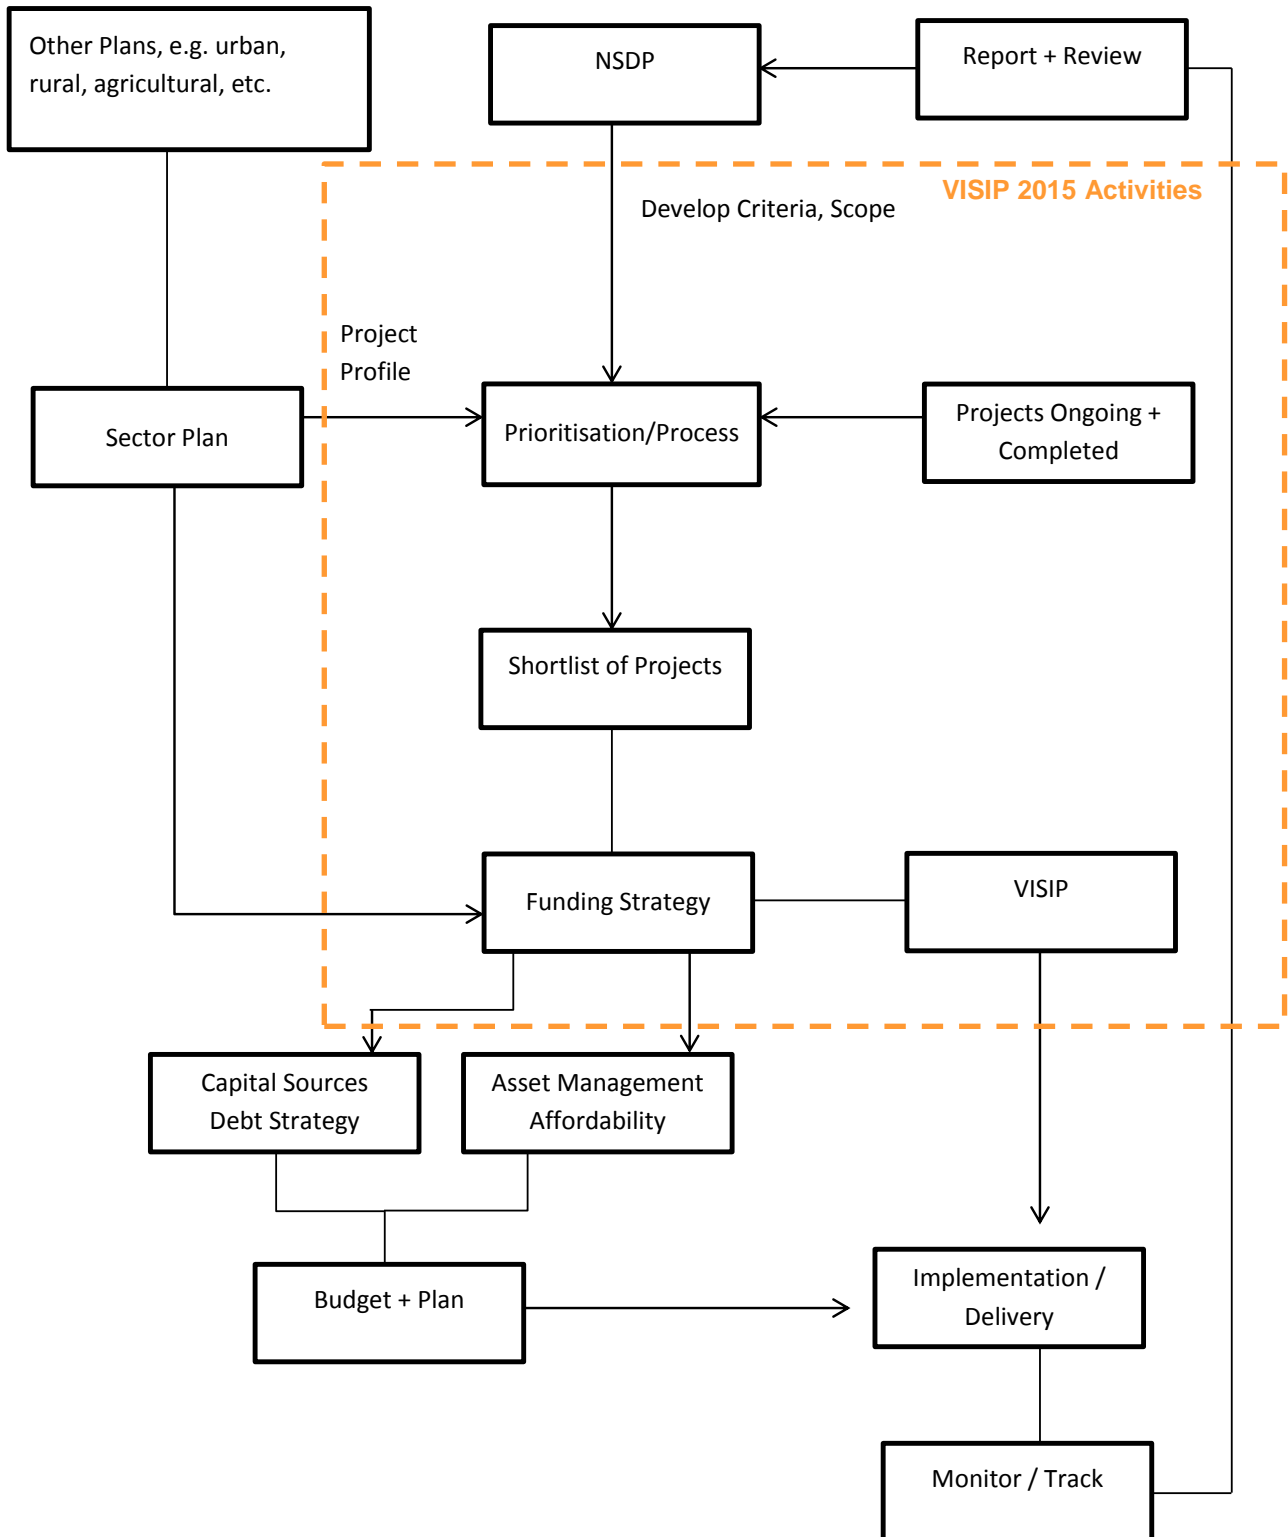 Other Plans, e.g. urban,
rural, agricultural, etc.
NSDP
Report + Review
VISIP 2015 Activities
Develop Criteria, Scope
Project
Profile
Sector Plan
Prioritisation/Process
Projects Ongoing +
Completed
Shortlist of Projects
Funding Strategy
VISIP
Capital Sources
Debt Strategy
Asset Management
Affordability
Budget + Plan
Implementation /
Delivery
Monitor / Track